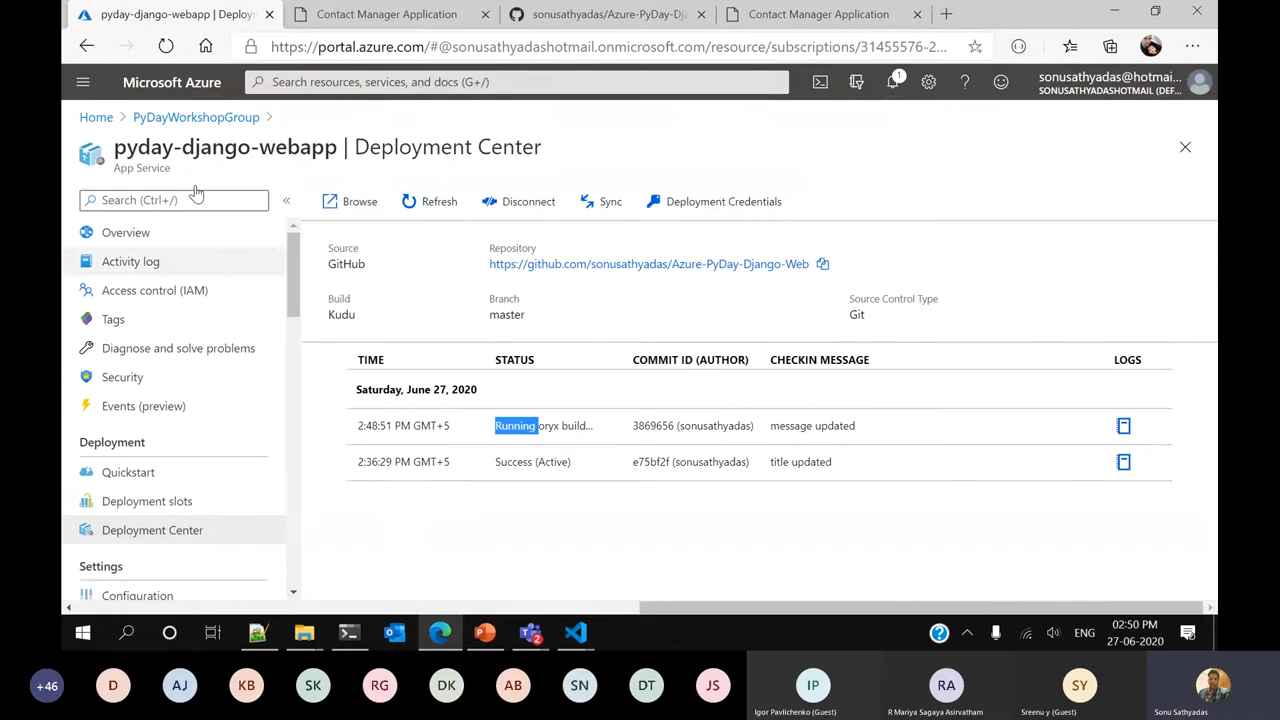 pyday-django-webapp | Deployn
Contact Manager Application
sonusathyadas/Azure-PyDay-Dj
Contact Manager Application
https://portal.azure.com/#@sonusathyadashotmail.onmicrosoft.com/resource/subscriptions/31455576-2...
Microsoft Azure
Search resources, services, and docs (G+/)
1
sonusathyadas@hotmai...
SONUSATHYADASHOTMAIL (DEF...
Home > PyDayWorkshopGroup >
pyday-django-webapp | Deployment Center
App Service
Search (Ctrl+/)
«
Browse
Refresh
Disconnect
Sync
Deployment Credentials
Overview
Activity log
Access control (IAM)
Tags
Diagnose and solve problems
Security
Events (preview)
Deployment
Quickstart
Deployment slots
Deployment Center
Settings
Configuration
Source
GitHub
Repository
https://github.com/sonusathyadas/Azure-PyDay-Django-Web
Build
Kudu
Branch
master
Source Control Type
Git
TIME STATUS COMMIT ID (AUTHOR) CHECKIN MESSAGE LOGS
Saturday, June 27, 2020
2:48:51 PM GMT+5 Running oryx build... 3869656 (sonusathyadas) message updated
2:36:29 PM GMT+5 Success (Active) e75bf2f (sonusathyadas) title updated
2
ENG
02:50 PM
27-06-2020
+46
D
AJ
KB
SK
RG
DK
AB
SN
DT
JS
IP
Igor Pavlichenko (Guest)
RA
R Mariya Sagaya Asirvatham
SY
Sreenu y (Guest)
Sonu Sathyadas